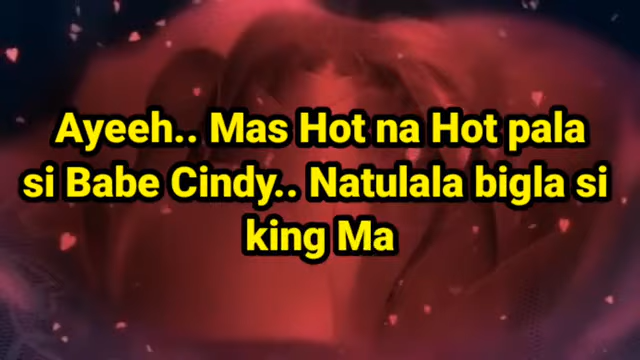 Ayeeh.. Mas Hot na Hot pala
si Babe Cindy.. Natulala bigla si
king Ma